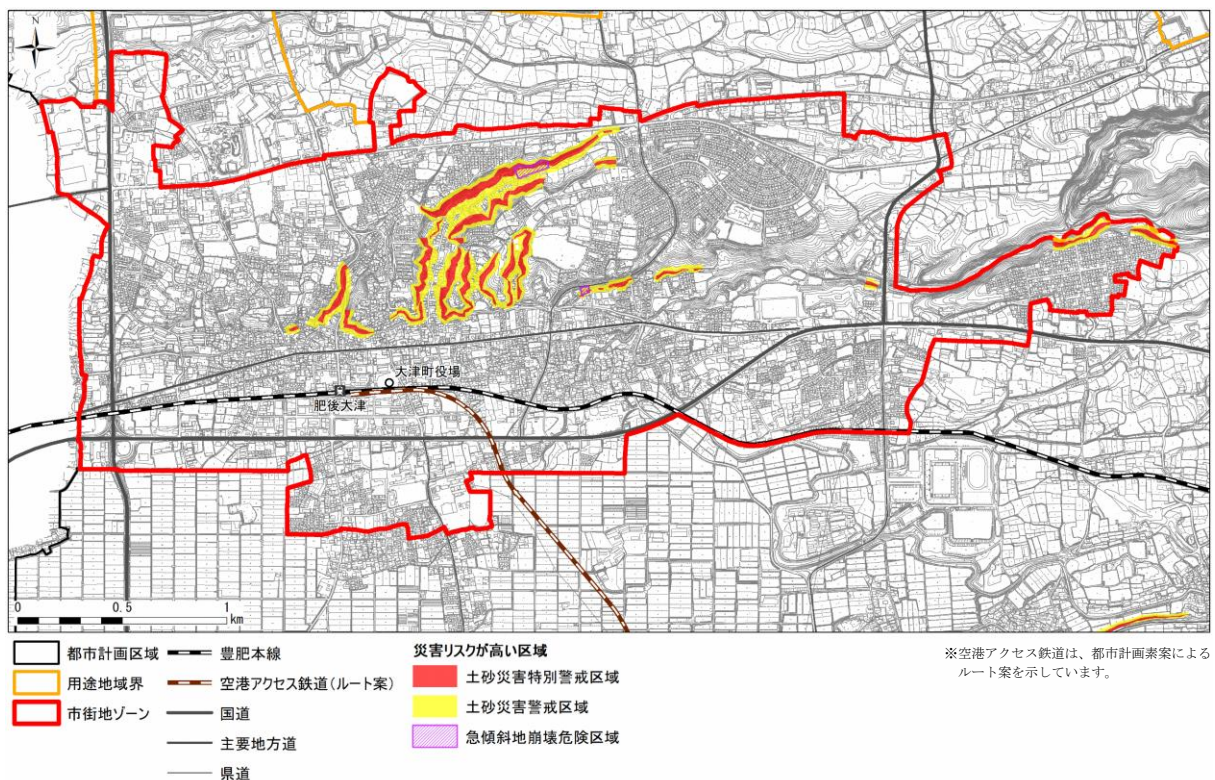 N
大津町役場
肥後大津
0 0.5 1
km
都市計画区域
用途地域界
市街地ゾーン
豊肥本線
空港アクセス鉄道(ルート案)
国道
主要地方道
県道
災害リスクが高い区域
土砂災害特別警戒区域
土砂災害警戒区域
急傾斜地崩壊危険区域
※空港アクセス鉄道は、都市計画素案による
ルート案を示しています。